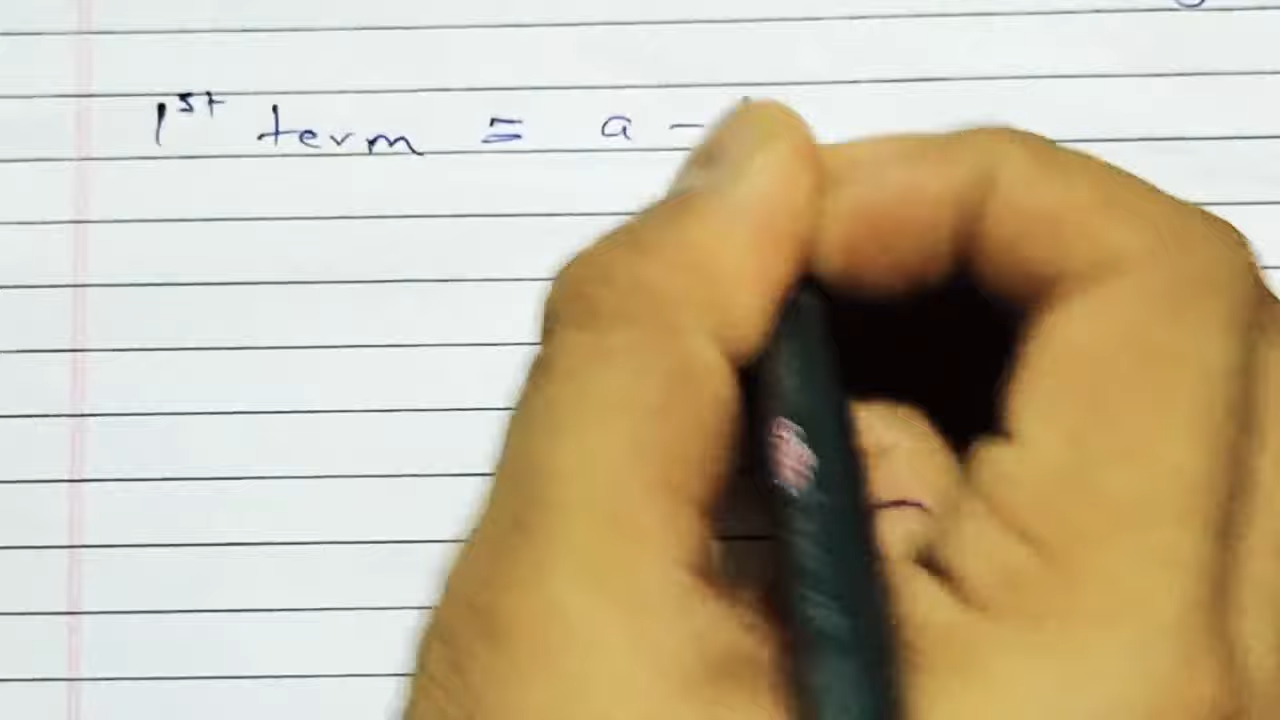 1st term = a -